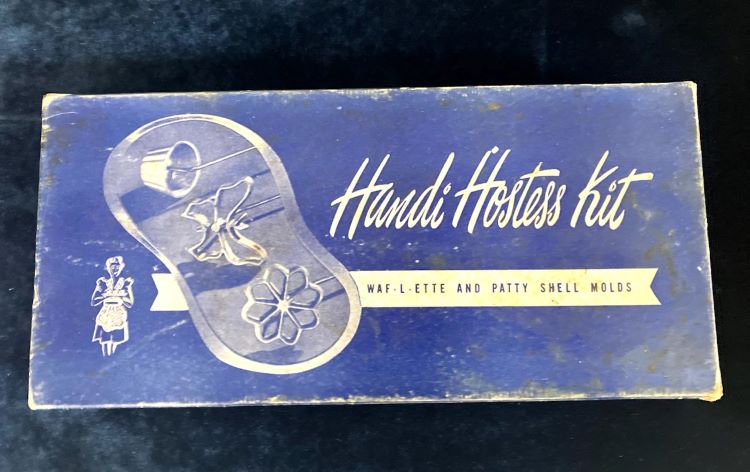 Handi Hostess Kit
WAF-L-ETTE AND PATTY SHELL MOLDS